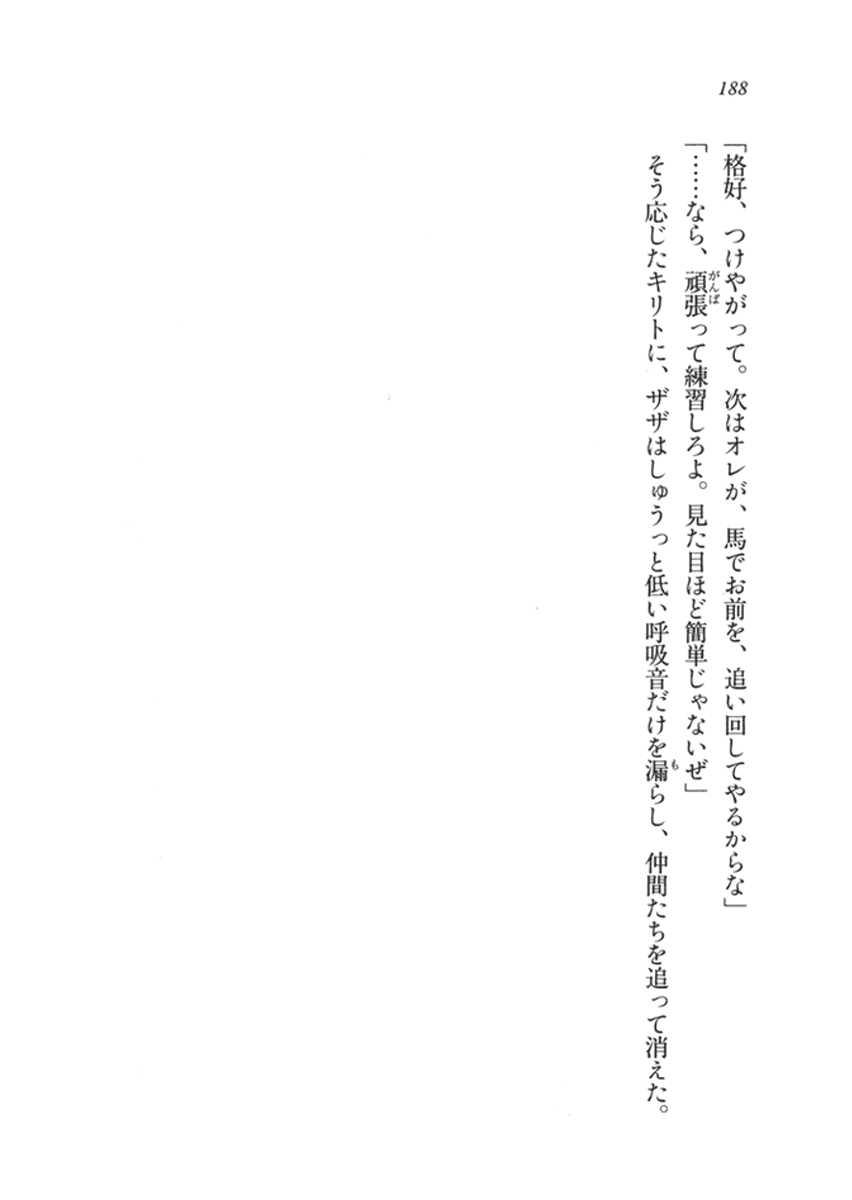 188
「格好、つけやがって。次はオレが、馬でお前を、追い回してやるからな」
「……なら、頑張って練習しろよ。見た目ほど簡単じゃないぜ」
そう応じたキリトに、ザザはしゅうっと低い呼吸音だけを漏らし、仲間たちを追って消えた。